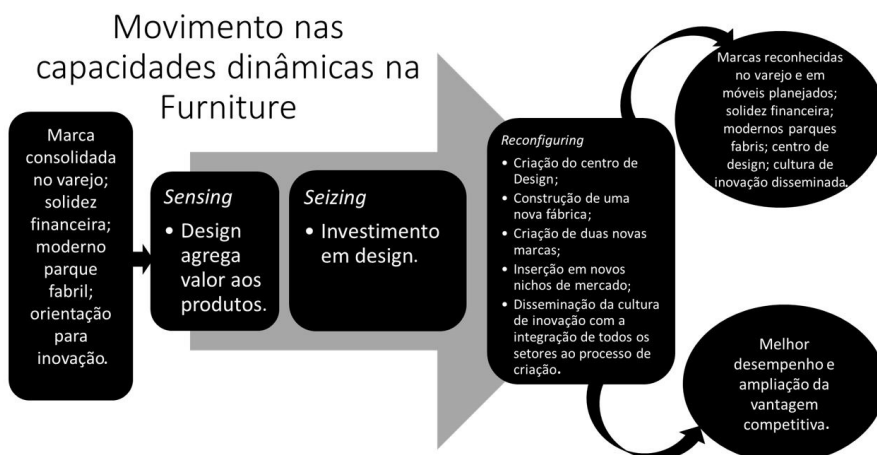 Movimento nas
capacidades dinâmicas na
Furniture
Marca
consolidada
no varejo;
solidez
financeira;
moderno
parque
fabril;
orientação
para
inovação.
Sensing
• Design
agrega
valor aos
produtos.
Seizing
• Investimento
em design.
Reconfiguring
• Criação do centro de
Design;
• Construção de uma
nova fábrica;
• Criação de duas novas
marcas;
• Inserção em novos
nichos de mercado;
• Disseminação da cultura
de inovação com a
integração de todos os
setores ao processo de
criação.
Marcas reconhecidas
no varejo e em
móveis planejados;
solidez financeira;
modernos parques
fabris; centro de
design; cultura de
inovação disseminada.
Melhor
desempenho e
ampliação da
vantagem
competitiva.